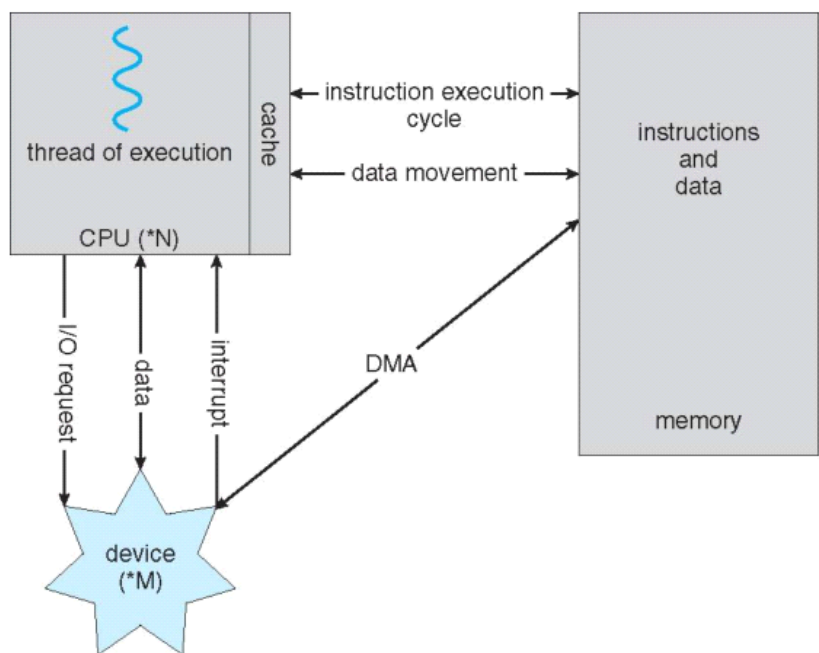 thread of execution
cache
CPU (*N)
instruction execution
cycle
data movement
instructions
and
data
memory
I/O request
data
interrupt
DMA
device
(*M)